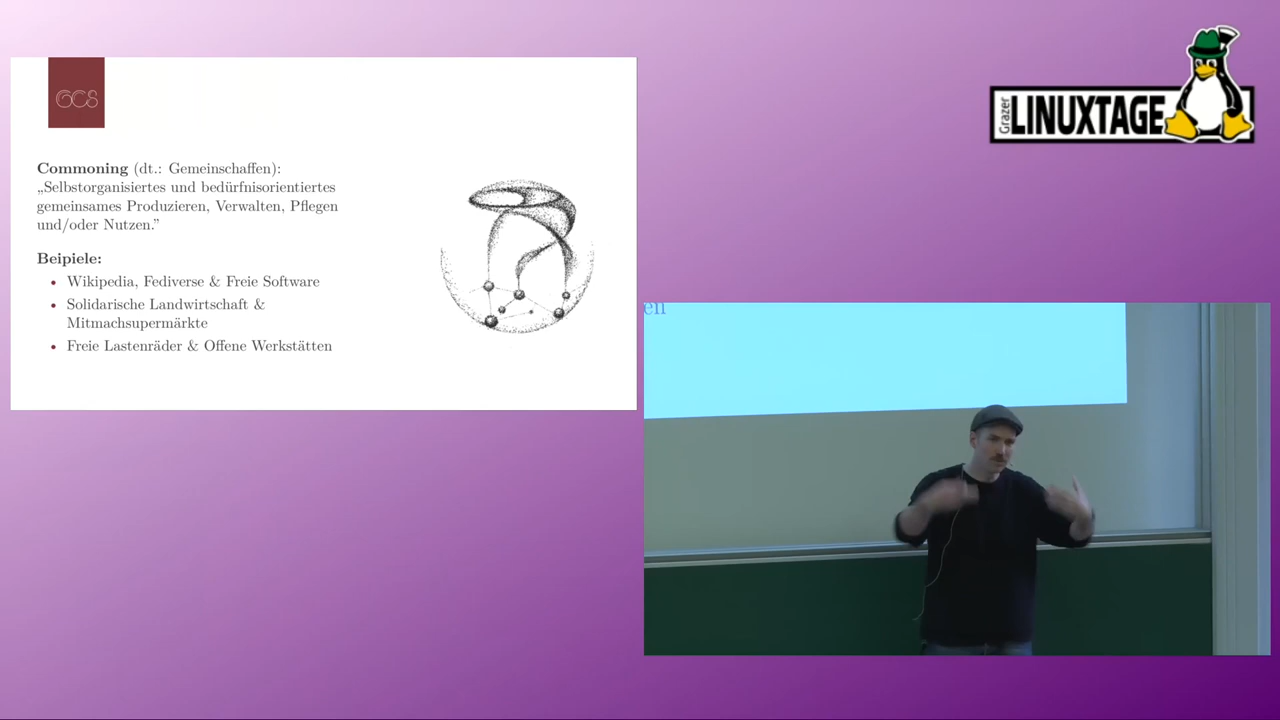 GCS
Commoning (dt.: Gemeinschaffen):
„Selbstorganisiertes und bedürfnisorientiertes
gemeinsames Produzieren, Verwalten, Pflegen
und/oder Nutzen.”
Beipiele:
• Wikipedia, Fediverse & Freie Software
• Solidarische Landwirtschaft &
Mitmachsupermärkte
• Freie Lastenräder & Offene Werkstätten
Grazer
LINUXTAGE
en